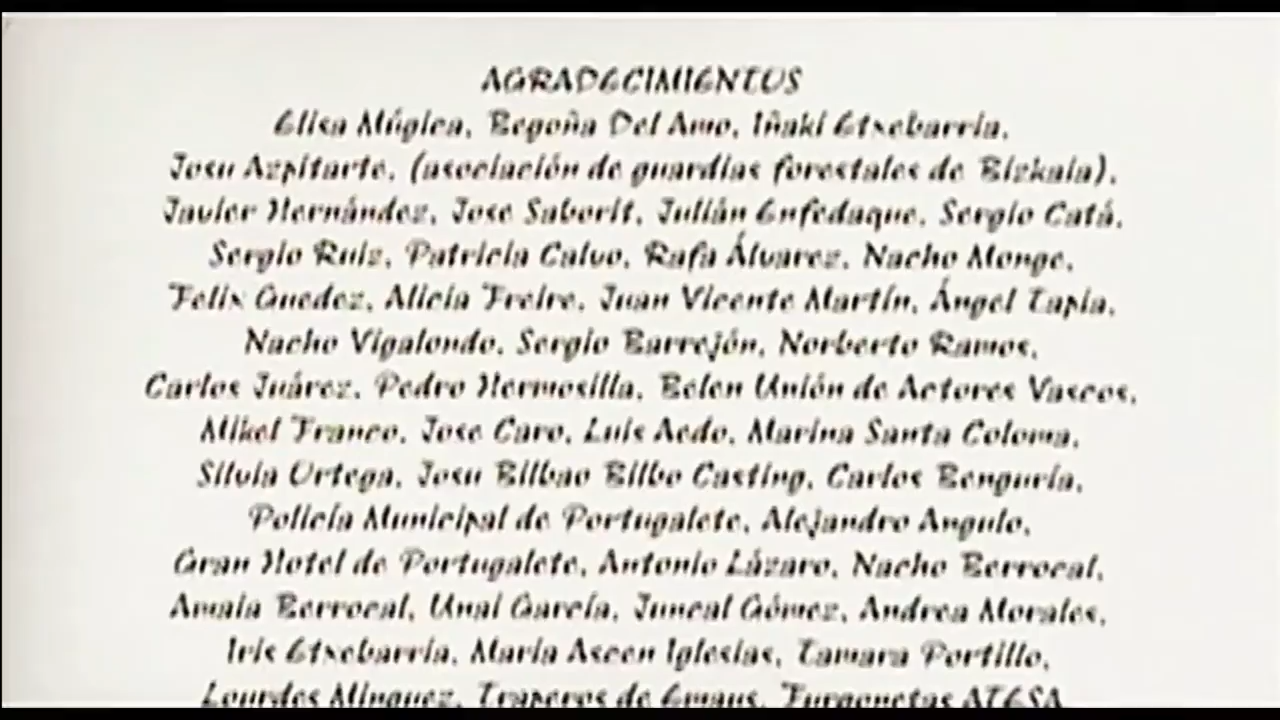 AGRADECIMIENTOS
Elisa Múgica, Begoña Del Amo, Iñaki Etxebarria,
Josu Azpitarte, (asociación de guardias forestales de Bizkaia),
Javier Hernández, Jose Saborit, Julián Enfedaque, Sergio Catá,
Sergio Ruiz, Patricia Calvo, Rafa Álvarez, Nacho Monge,
Felix Guedez, Alicia Freire, Juan Vicente Martín, Ángel Tapia,
Nacho Vigalondo, Sergio Barrejón, Norberto Ramos,
Carlos Juárez, Pedro Hermosilla, Belen Unión de Actores Vascos,
Mikel Franco, Jose Caro, Luis Aedo, Marina Santa Coloma,
Silvia Ortega, Josu Bilbao Bilbo Casting, Carlos Benguría,
Policía Municipal de Portugalete, Alejandro Angulo,
Gran Hotel de Portugalete, Antonio Lázaro, Nacho Berrocal,
Amaia Berrocal, Unai García, Juncal Gómez, Andrea Morales,
Iris Etxebarria, María Ascen Iglesias, Tamara Portillo,
Lourdes Minguez, Traperos de Emaus, Furgonetas ATESA